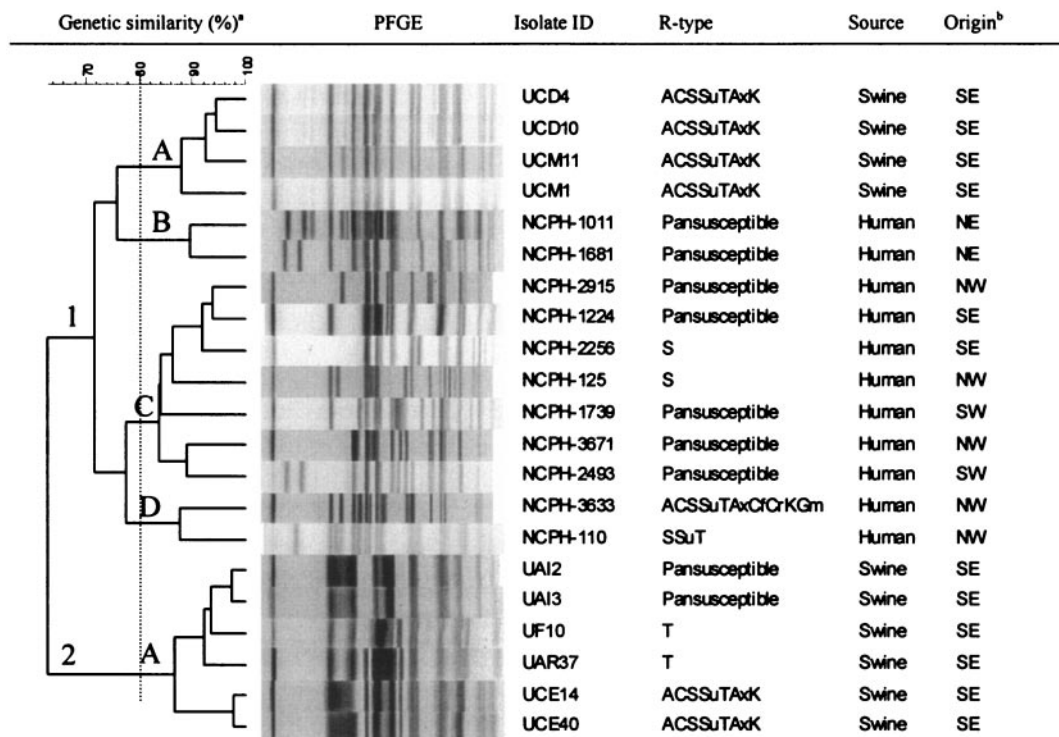 Genetic similarity (%)ᵃ PFGE Isolate ID R-type Source Originᵇ
70 80 90 100
UCD4 ACSSuTAxK Swine SE
UCD10 ACSSuTAxK Swine SE
A UCM11 ACSSuTAxK Swine SE
UCM1 ACSSuTAxK Swine SE
B NCPH-1011 Pansusceptible Human NE
NCPH-1681 Pansusceptible Human NE
NCPH-2915 Pansusceptible Human NW
1 NCPH-1224 Pansusceptible Human SE
NCPH-2256 S Human SE
NCPH-125 S Human NW
C NCPH-1739 Pansusceptible Human SW
NCPH-3671 Pansusceptible Human NW
NCPH-2493 Pansusceptible Human SW
D NCPH-3633 ACSSuTAxCfCrKGm Human NW
NCPH-110 SSuT Human NW
UAI2 Pansusceptible Swine SE
UAI3 Pansusceptible Swine SE
UF10 T Swine SE
2 A UAR37 T Swine SE
UCE14 ACSSuTAxK Swine SE
UCE40 ACSSuTAxK Swine SE